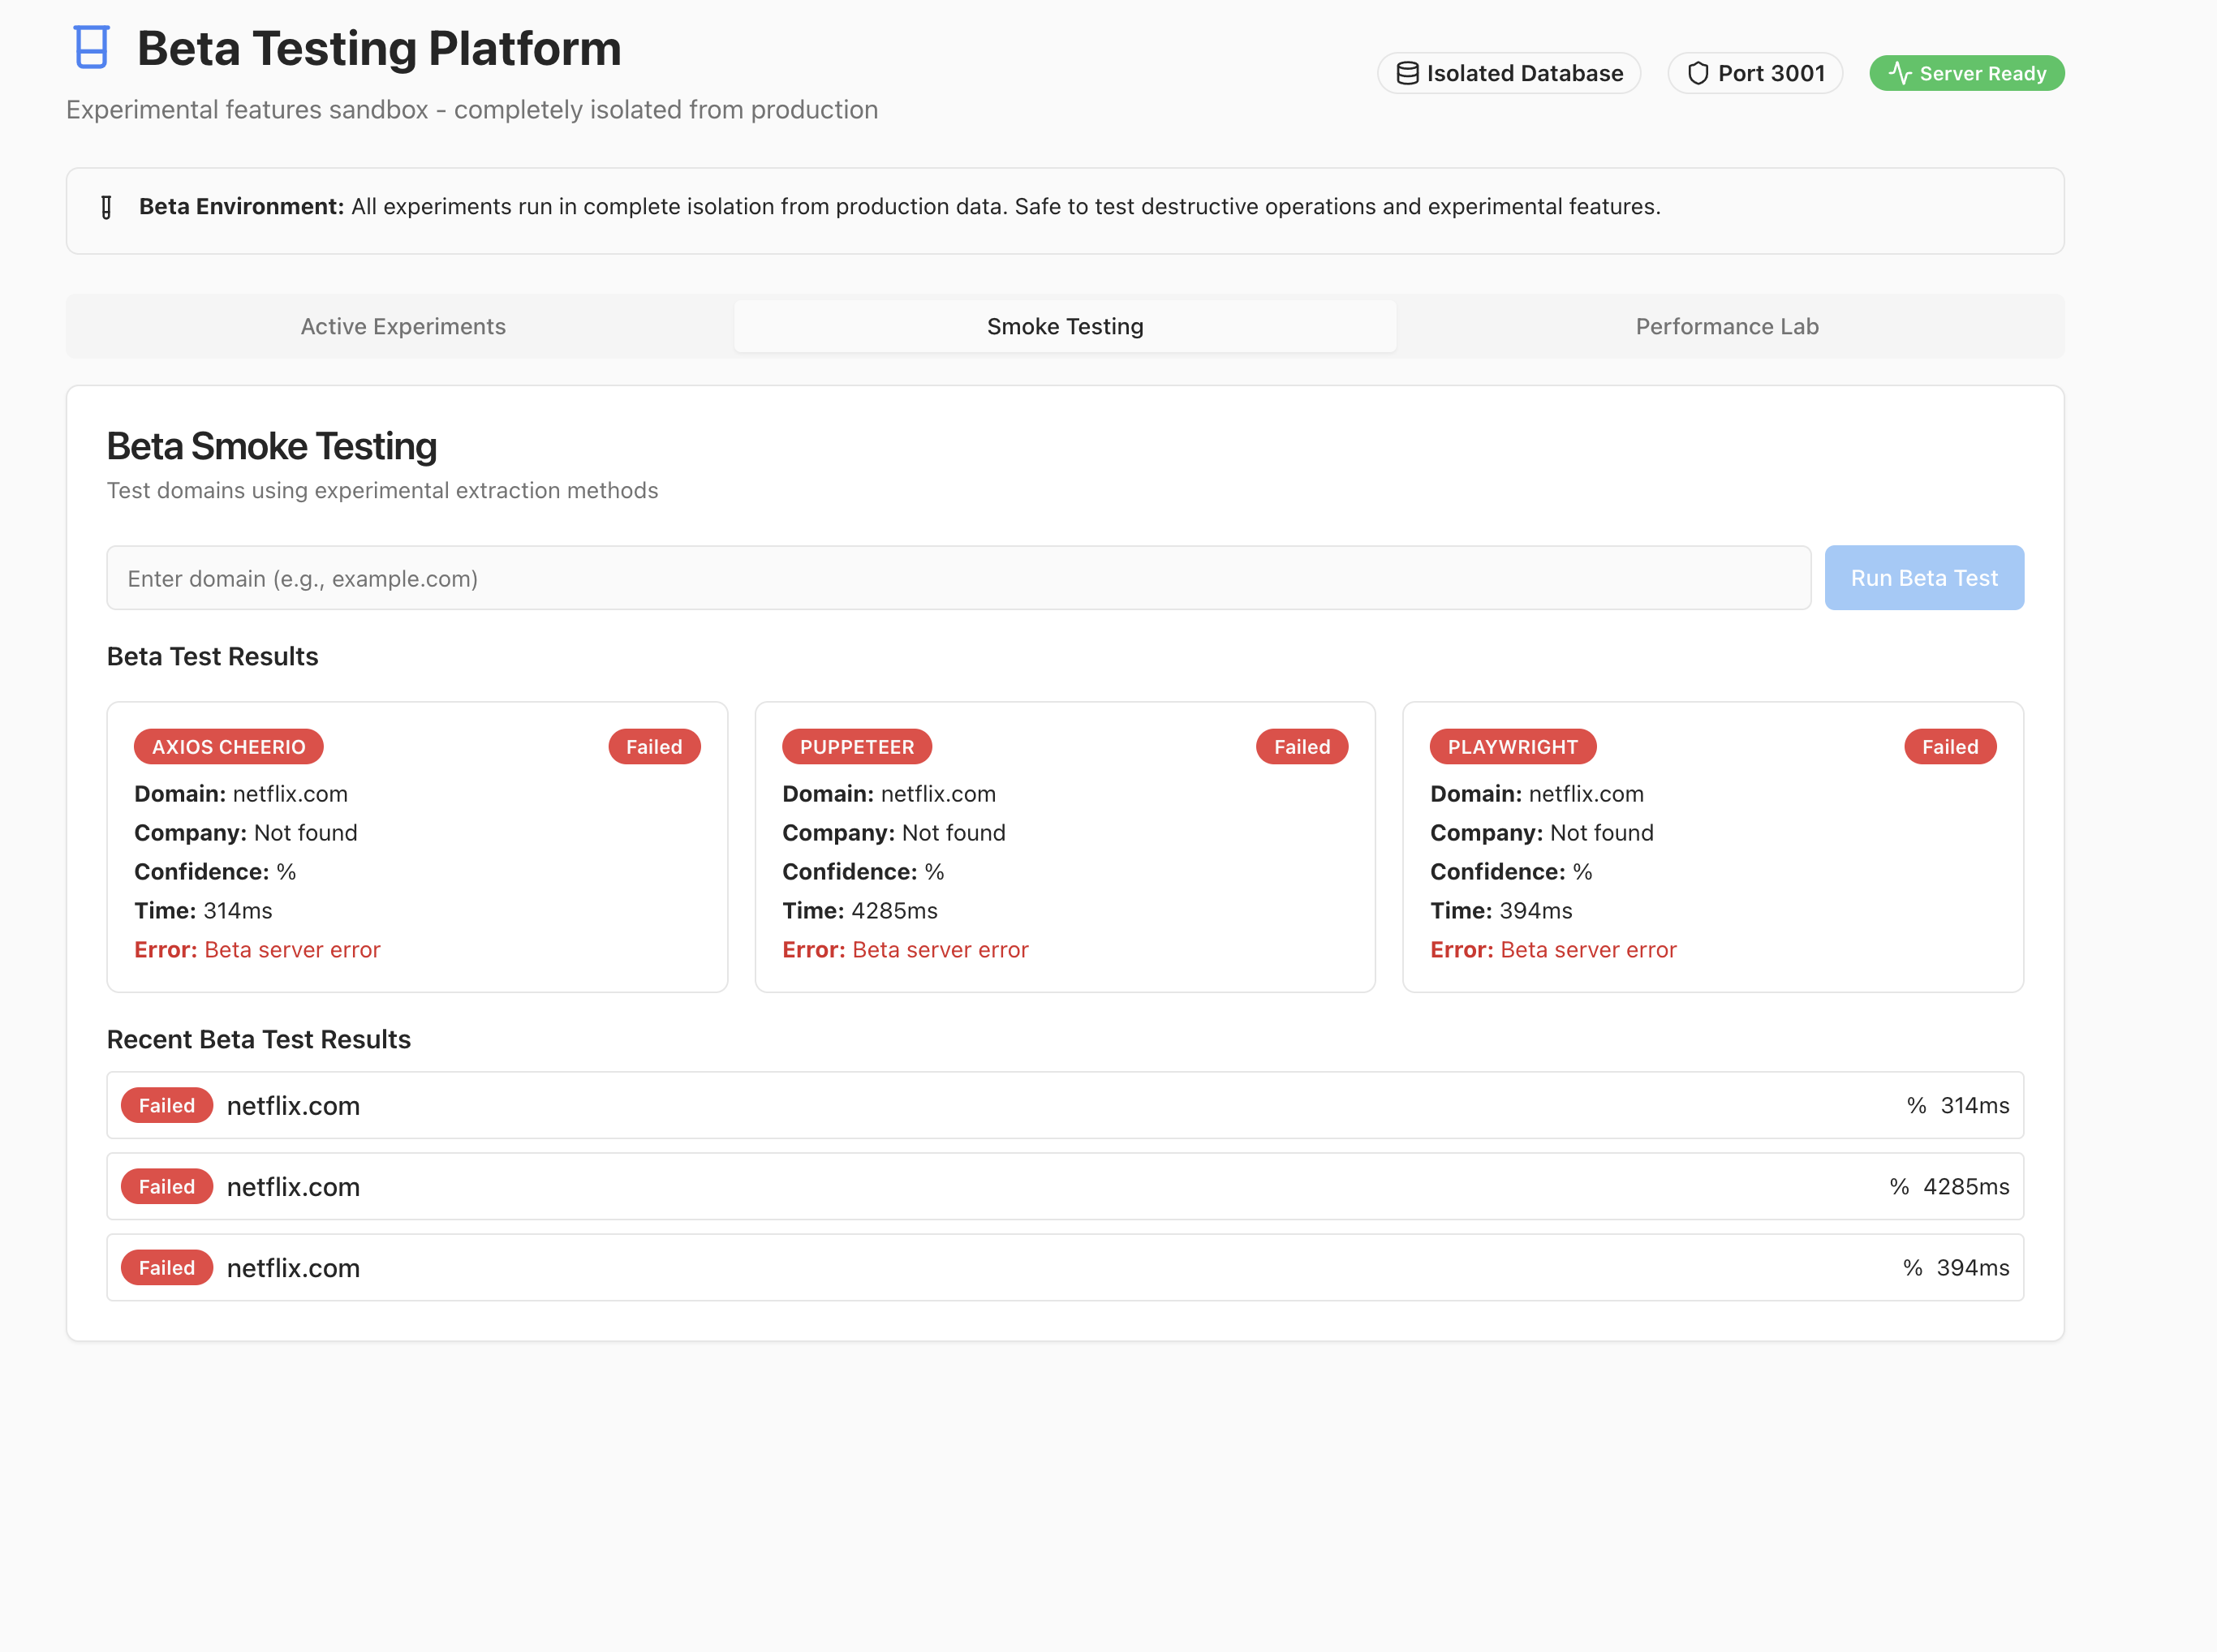 Beta Testing Platform
Experimental features sandbox - completely isolated from production
Isolated Database
Port 3001
Server Ready
Beta Environment: All experiments run in complete isolation from production data. Safe to test destructive operations and experimental features.
Active Experiments
Smoke Testing
Performance Lab
Beta Smoke Testing
Test domains using experimental extraction methods
Enter domain (e.g., example.com)
Run Beta Test
Beta Test Results
AXIOS CHEERIO
Failed
Domain: netflix.com
Company: Not found
Confidence: %
Time: 314ms
Error: Beta server error
PUPPETEER
Failed
Domain: netflix.com
Company: Not found
Confidence: %
Time: 4285ms
Error: Beta server error
PLAYWRIGHT
Failed
Domain: netflix.com
Company: Not found
Confidence: %
Time: 394ms
Error: Beta server error
Recent Beta Test Results
Failed netflix.com % 314ms
Failed netflix.com % 4285ms
Failed netflix.com % 394ms